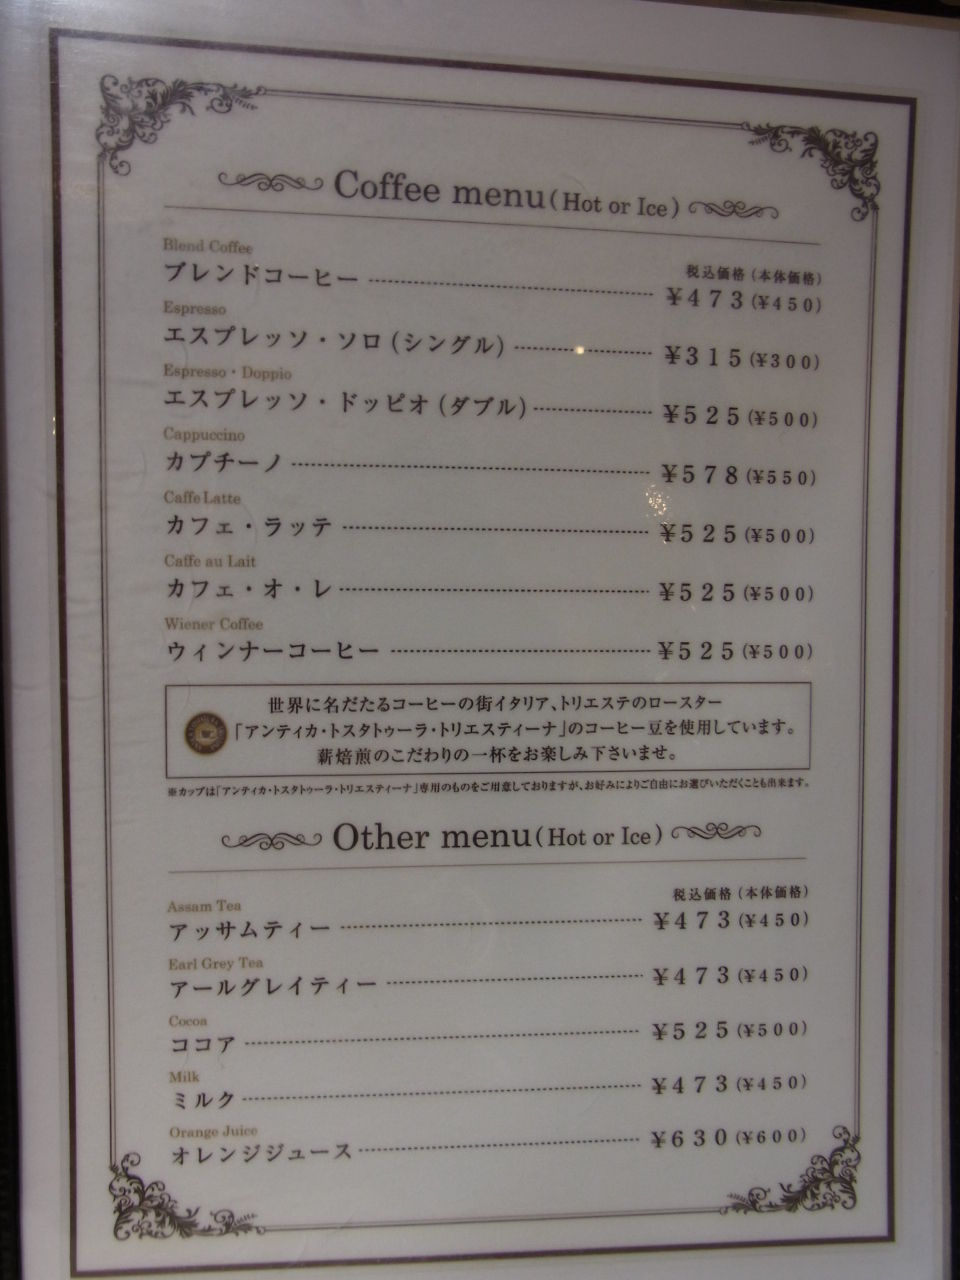 Coffee menu (Hot or Ice)
税込価格 (本体価格)
Blend Coffee
ブレンドコーヒー ¥473 (¥450)
Espresso
エスプレッソ・ソロ (シングル) ¥315 (¥300)
Espresso・Doppio
エスプレッソ・ドッピオ (ダブル) ¥525 (¥500)
Cappuccino
カプチーノ ¥578 (¥550)
Caffe Latte
カフェ・ラッテ ¥525 (¥500)
Caffe au Lait
カフェ・オ・レ ¥525 (¥500)
Wiener Coffee
ウィンナーコーヒー ¥525 (¥500)
世界に名だたるコーヒーの街イタリア、トリエステのロースター
「アンティカ・トスタトゥーラ・トリエスティーナ」のコーヒー豆を使用しています。
薪焙煎のこだわりの一杯をお楽しみ下さいませ。
※カップは「アンティカ・トスタトゥーラ・トリエスティーナ」専用のものをご用意しておりますが、お好みによりご自由にお選びいただくことも出来ます。
Other menu (Hot or Ice)
税込価格 (本体価格)
Assam Tea
アッサムティー ¥473 (¥450)
Earl Grey Tea
アールグレイティー ¥473 (¥450)
Cocoa
ココア ¥525 (¥500)
Milk
ミルク ¥473 (¥450)
Orange Juice
オレンジジュース ¥630 (¥600)